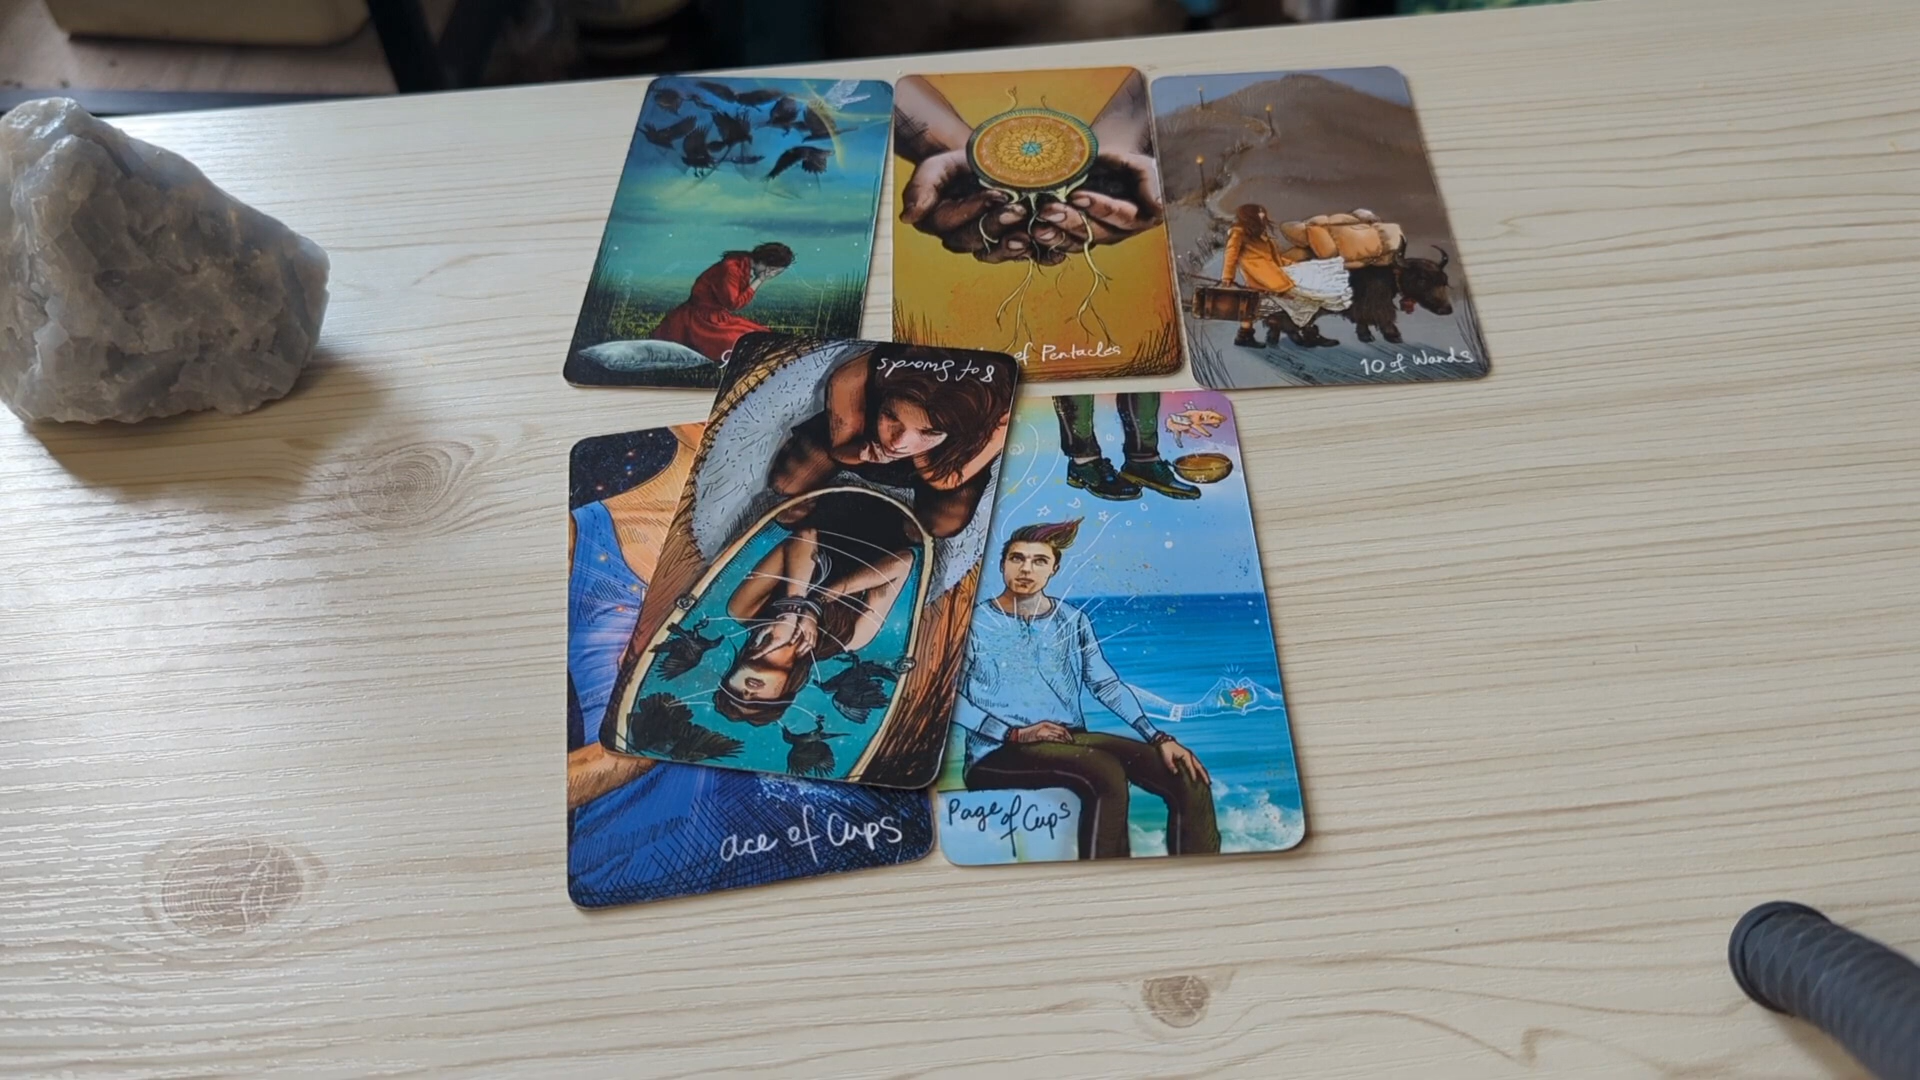 of Pentacles
10 of Wands
8 of Swords
Page
of Cups
ace of Cups